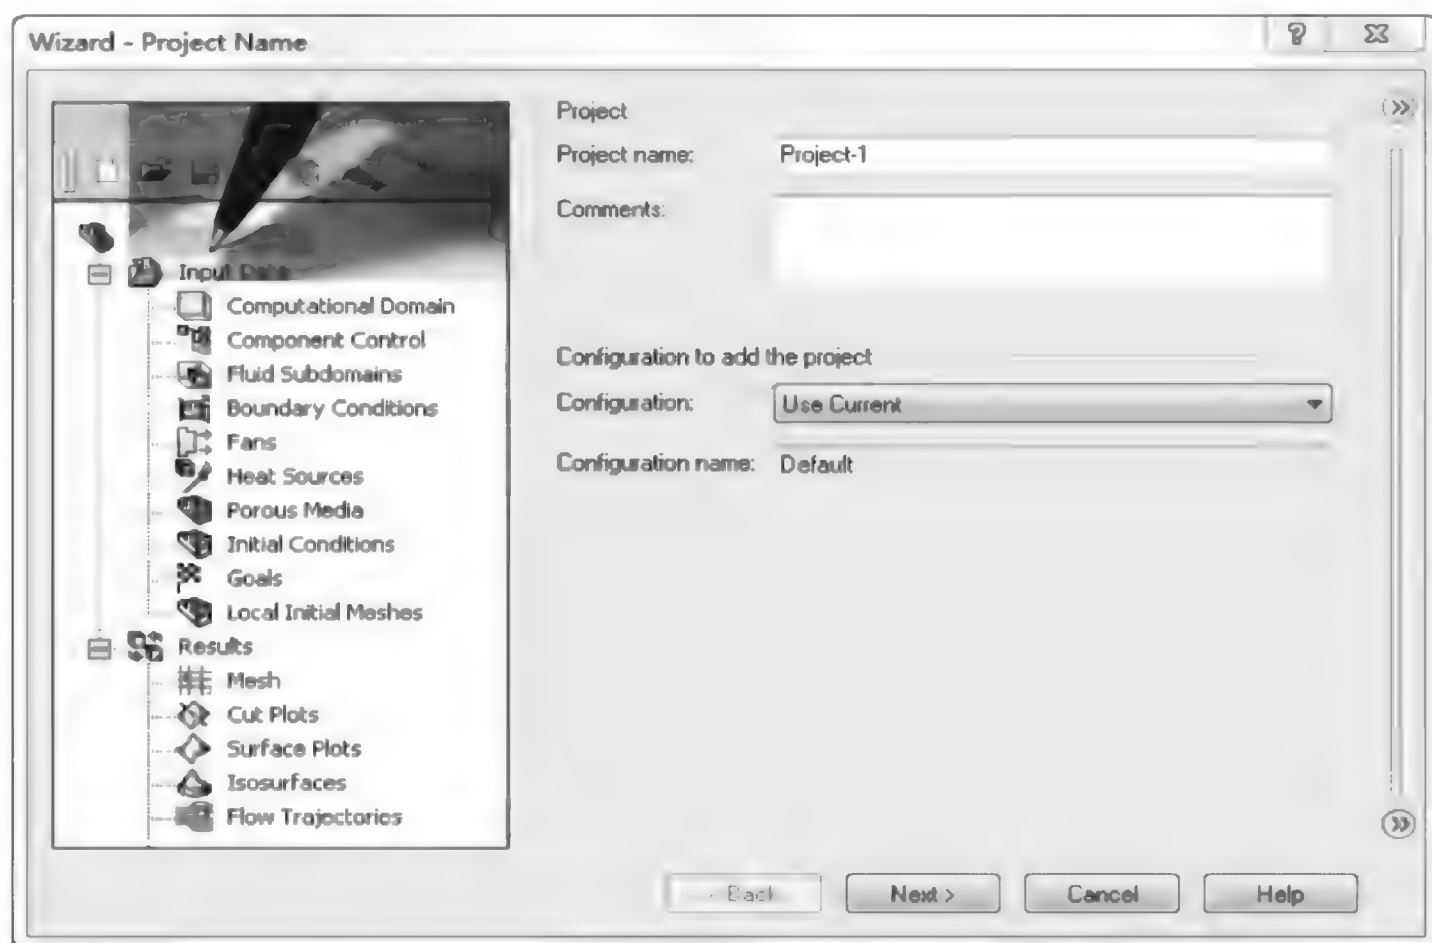 Wizard - Project Name
Input Data
Computational Domain
Component Control
Fluid Subdomains
Boundary Conditions
Fans
Heat Sources
Porous Media
Initial Conditions
Goals
Local Initial Meshes
Results
Mesh
Cut Plots
Surface Plots
Isosurfaces
Flow Trajectories
Project
Project name: Project-1
Comments:
Configuration to add the project
Configuration: Use Current
Configuration name: Default
< Back Next > Cancel Help